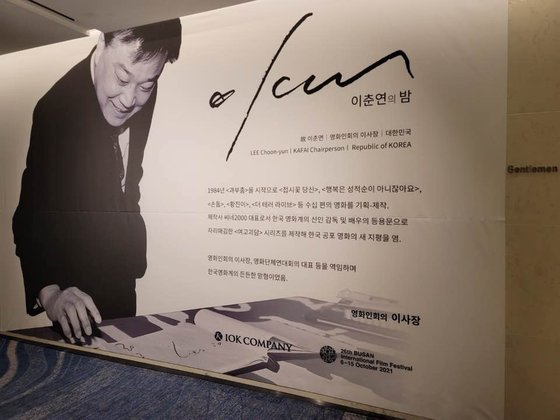 이춘연의 밤
故 이춘연 | 영화인회의 이사장 | 대한민국
LEE Choon-yun | KAFAI Chairperson | Republic of KOREA
1984년 <과부춤>을 시작으로 <접시꽃 당신>, <행복은 성적순이 아니잖아요>,
<손톱>, <황진이>, <더 테러 라이브> 등 수십 편의 영화를 기획·제작.
제작사 씨네2000 대표로서 한국 영화계의 신인 감독 및 배우의 등용문으로
자리매김한 <여고괴담> 시리즈를 제작해 한국 공포 영화의 새 지평을 염.
영화인회의 이사장, 영화단체연대회의 대표 등을 역임하며
한국영화계의 든든한 맏형이었음.
영화인회의 이사장
IOK COMPANY
26th BUSAN
International Film Festival
6-15 October 2021
Gentlemen